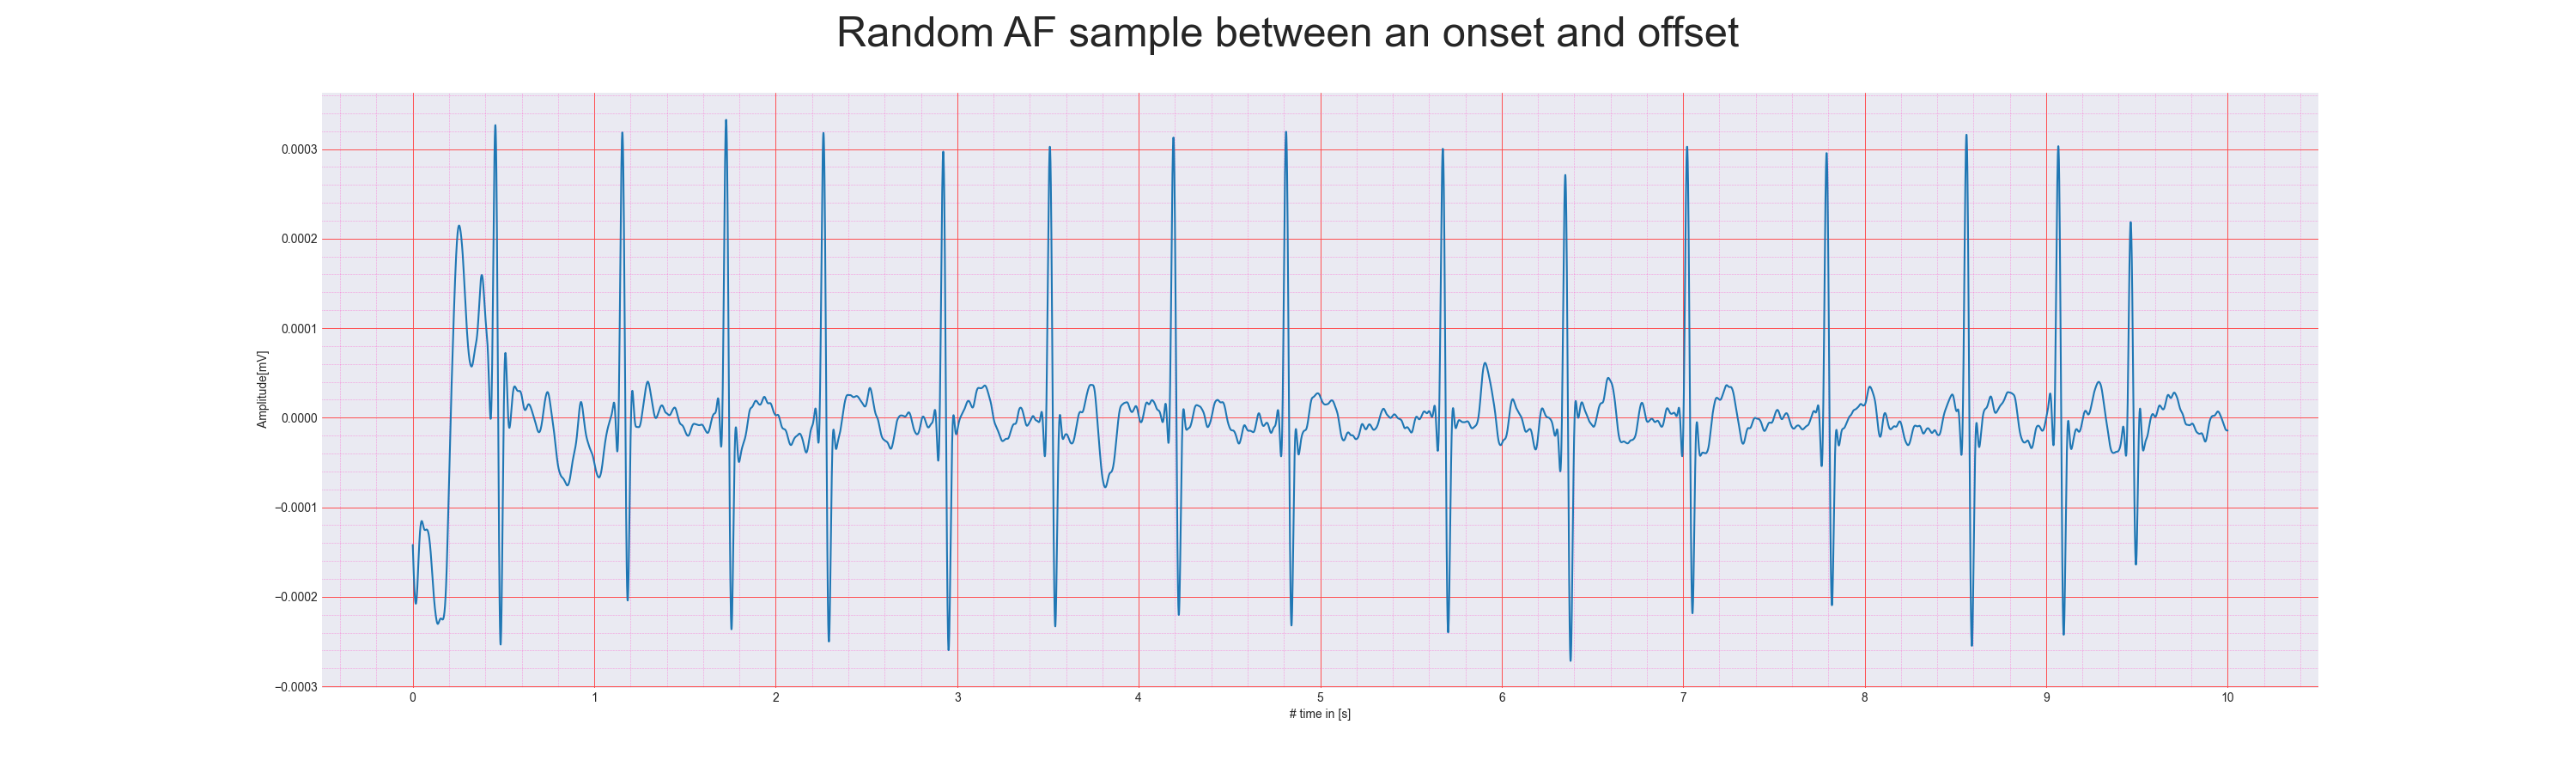 Random AF sample between an onset and offset
0.0003
0.0002
0.0001
0.0000
−0.0001
−0.0002
−0.0003
Amplitude[mV]
0 1 2 3 4 5 6 7 8 9 10
# time in [s]